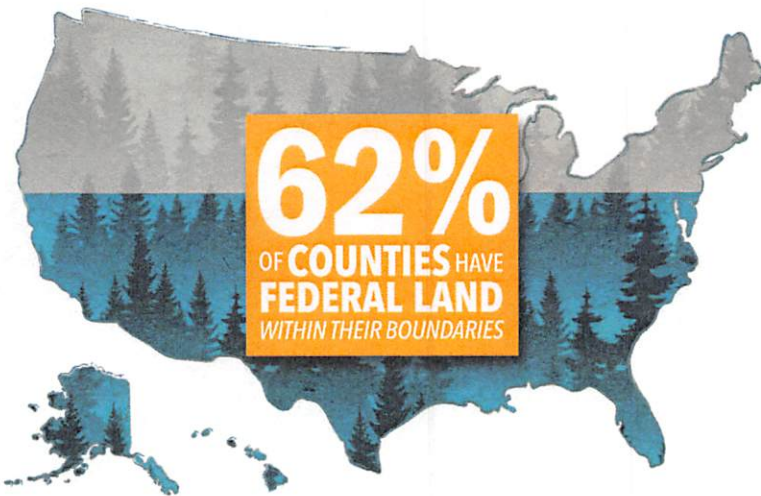 62%
OF COUNTIES HAVE
FEDERAL LAND
WITHIN THEIR BOUNDARIES